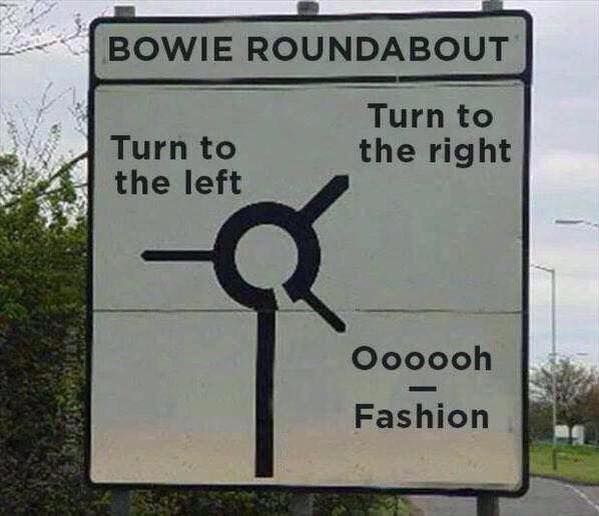 BOWIE ROUNDABOUT
Turn to
the left
Turn to
the right
Oooooh
–
Fashion